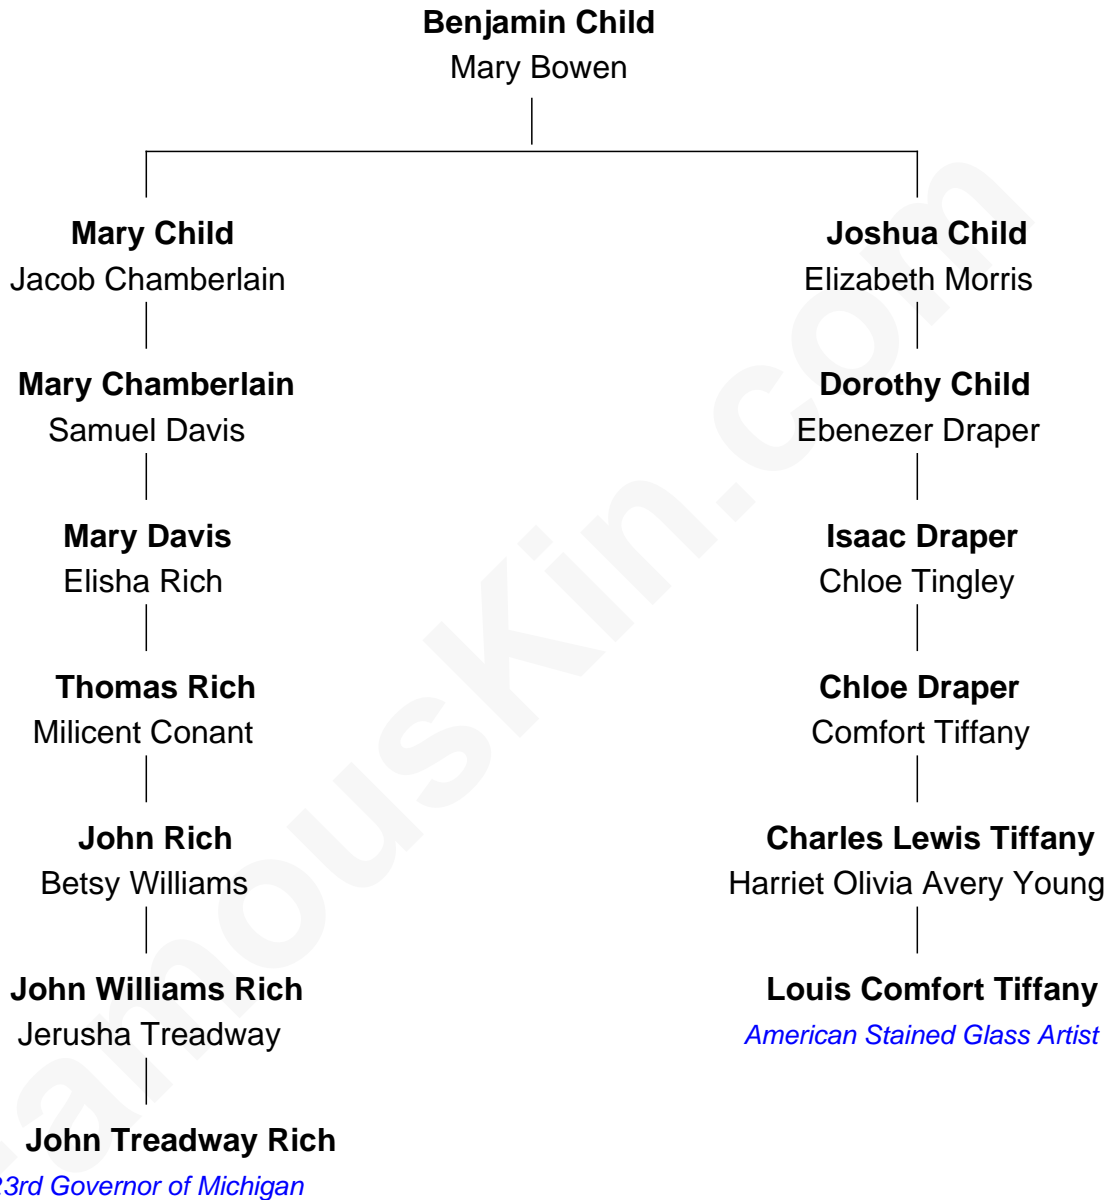 Benjamin Child
Mary Bowen
Mary Child
Jacob Chamberlain
Joshua Child
Elizabeth Morris
Mary Chamberlain
Samuel Davis
Dorothy Child
Ebenezer Draper
Mary Davis
Elisha Rich
Isaac Draper
Chloe Tingley
Thomas Rich
Milicent Conant
Chloe Draper
Comfort Tiffany
John Rich
Betsy Williams
Charles Lewis Tiffany
Harriet Olivia Avery Young
John Williams Rich
Jerusha Treadway
Louis Comfort Tiffany
American Stained Glass Artist
John Treadway Rich
23rd Governor of Michigan
famouskin.com